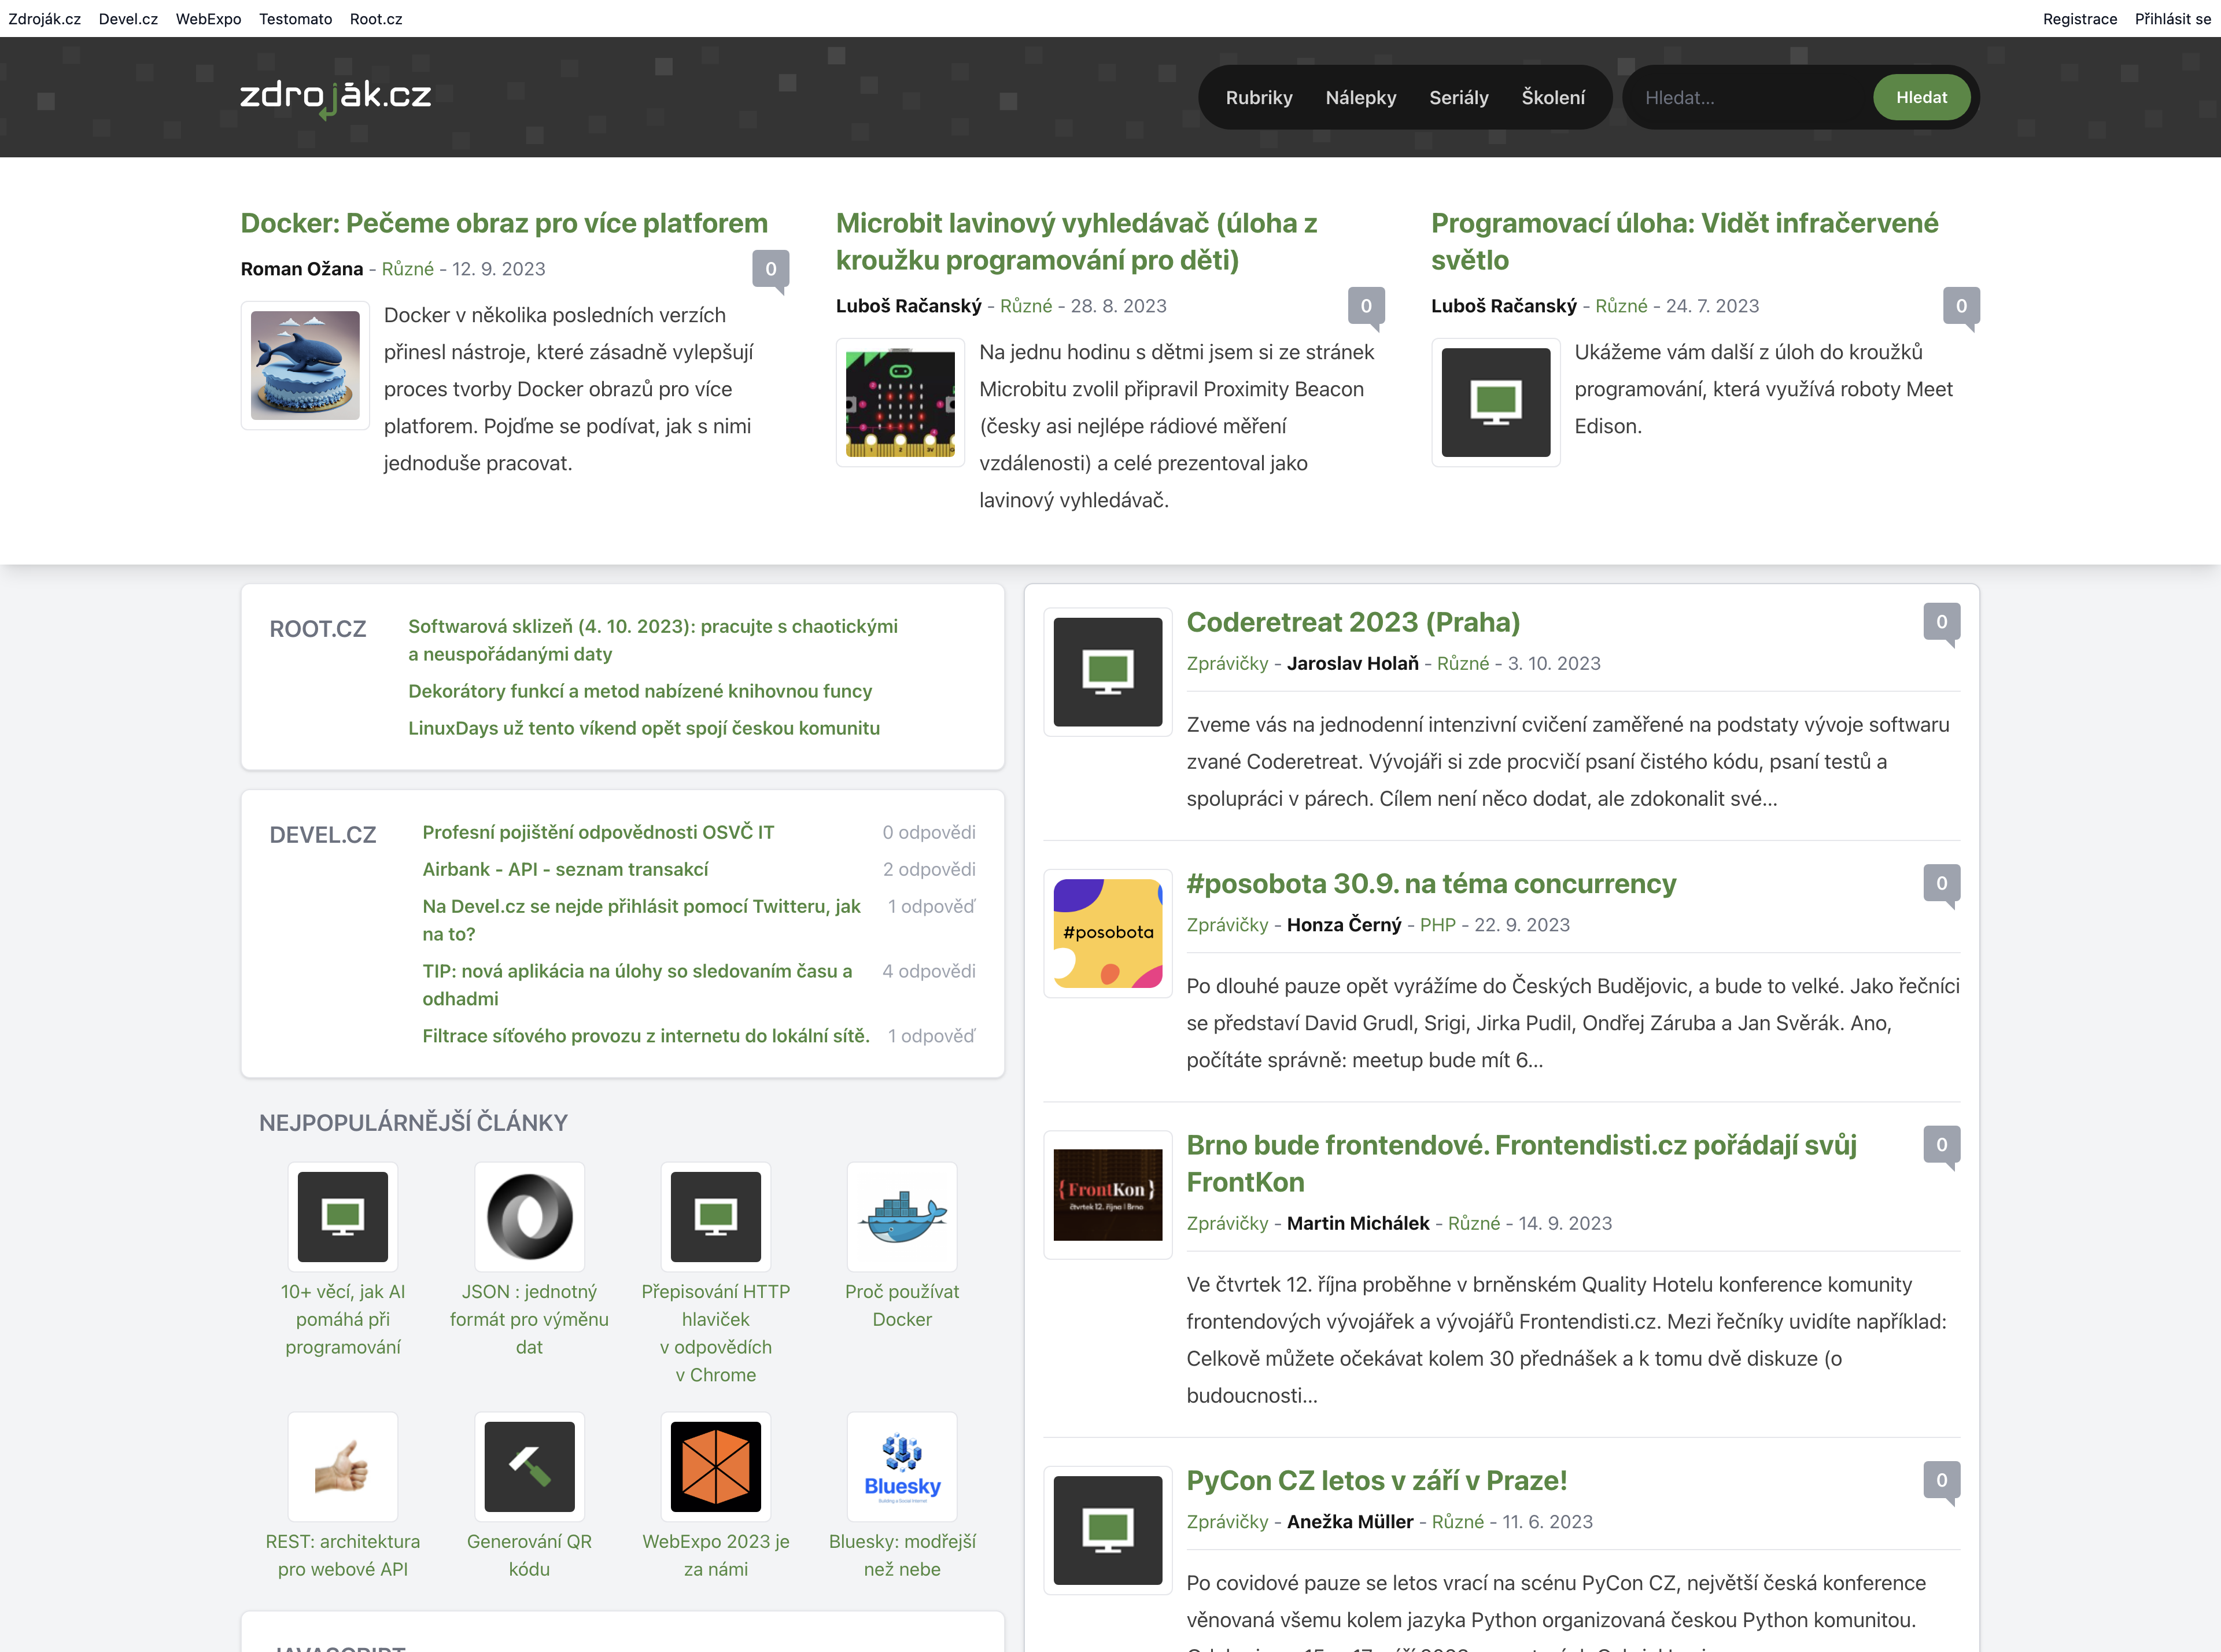 Zdroják.cz Devel.cz WebExpo Testomato Root.cz
Registrace Přihlásit se
zdroják.cz
Rubriky Nálepky Seriály Školení
Hledat...
Hledat
Docker: Pečeme obraz pro více platforem
Roman Ožana - Různé - 12. 9. 2023
0
Docker v několika posledních verzích
přinesl nástroje, které zásadně vylepšují
proces tvorby Docker obrazů pro více
platforem. Pojďme se podívat, jak s nimi
jednoduše pracovat.
Microbit lavinový vyhledávač (úloha z
kroužku programování pro děti)
Luboš Račanský - Různé - 28. 8. 2023
0
Na jednu hodinu s dětmi jsem si ze stránek
Microbitu zvolil připravil Proximity Beacon
(česky asi nejlépe rádiové měření
vzdálenosti) a celé prezentoval jako
lavinový vyhledávač.
Programovací úloha: Vidět infračervené
světlo
Luboš Račanský - Různé - 24. 7. 2023
0
Ukážeme vám další z úloh do kroužků
programování, která využívá roboty Meet
Edison.
ROOT.CZ
Softwarová sklizeň (4. 10. 2023): pracujte s chaotickými
a neuspořádanými daty
Dekorátory funkcí a metod nabízené knihovnou funcy
LinuxDays už tento víkend opět spojí českou komunitu
DEVEL.CZ
Profesní pojištění odpovědnosti OSVČ IT 0 odpovědi
Airbank - API - seznam transakcí 2 odpovědi
Na Devel.cz se nejde přihlásit pomocí Twitteru, jak 1 odpověď
na to?
TIP: nová aplikácia na úlohy so sledovaním času a 4 odpovědi
odhadmi
Filtrace síťového provozu z internetu do lokální sítě. 1 odpověď
NEJPOPULÁRNĚJŠÍ ČLÁNKY
10+ věcí, jak AI
pomáhá při
programování
JSON : jednotný
formát pro výměnu
dat
Přepisování HTTP
hlaviček
v odpovědích
v Chrome
Proč používat
Docker
REST: architektura
pro webové API
Generování QR
kódu
WebExpo 2023 je
za námi
Bluesky
Building a Social Internet
Bluesky: modřejší
než nebe
Coderetreat 2023 (Praha)
0
Zprávičky - Jaroslav Holaň - Různé - 3. 10. 2023
Zveme vás na jednodenní intenzivní cvičení zaměřené na podstaty vývoje softwaru
zvané Coderetreat. Vývojáři si zde procvičí psaní čistého kódu, psaní testů a
spolupráci v párech. Cílem není něco dodat, ale zdokonalit své...
#posobota
#posobota 30.9. na téma concurrency
0
Zprávičky - Honza Černý - PHP - 22. 9. 2023
Po dlouhé pauze opět vyrážíme do Českých Budějovic, a bude to velké. Jako řečníci
se představí David Grudl, Srigi, Jirka Pudil, Ondřej Záruba a Jan Svěrák. Ano,
počítáte správně: meetup bude mít 6...
{FrontKon}
čtvrtek 12. října | Brno
Brno bude frontendové. Frontendisti.cz pořádají svůj
FrontKon
0
Zprávičky - Martin Michálek - Různé - 14. 9. 2023
Ve čtvrtek 12. října proběhne v brněnském Quality Hotelu konference komunity
frontendových vývojářek a vývojářů Frontendisti.cz. Mezi řečníky uvidíte například:
Celkově můžete očekávat kolem 30 přednášek a k tomu dvě diskuze (o
budoucnosti...
PyCon CZ letos v září v Praze!
0
Zprávičky - Anežka Müller - Různé - 11. 6. 2023
Po covidové pauze se letos vrací na scénu PyCon CZ, největší česká konference
věnovaná všemu kolem jazyka Python organizovaná českou Python komunitou.